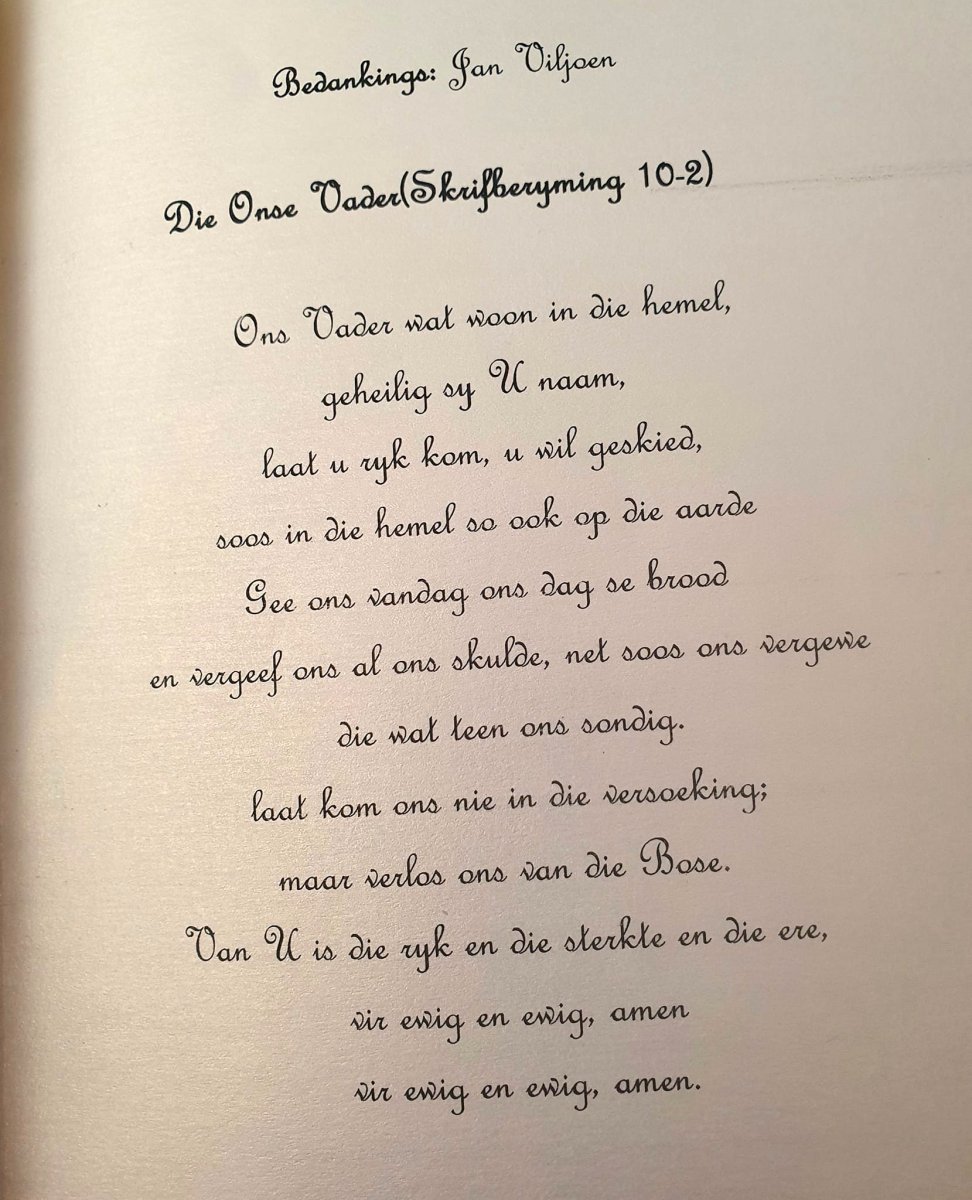 Bedankings: Jan Viljoen
Die Onse Vader(Skrifberyming 10-2)
Ons Vader wat woon in die hemel,
geheilig sy U naam,
laat u ryk kom, u wil geskied,
soos in die hemel so ook op die aarde
Gee ons vandag ons dag se brood
en vergeef ons al ons skulde, net soos ons vergewe
die wat teen ons sondig.
laat kom ons nie in die versoeking;
maar verlos ons van die Bose.
Van U is die ryk en die sterkte en die ere,
vir ewig en ewig, amen
vir ewig en ewig, amen.